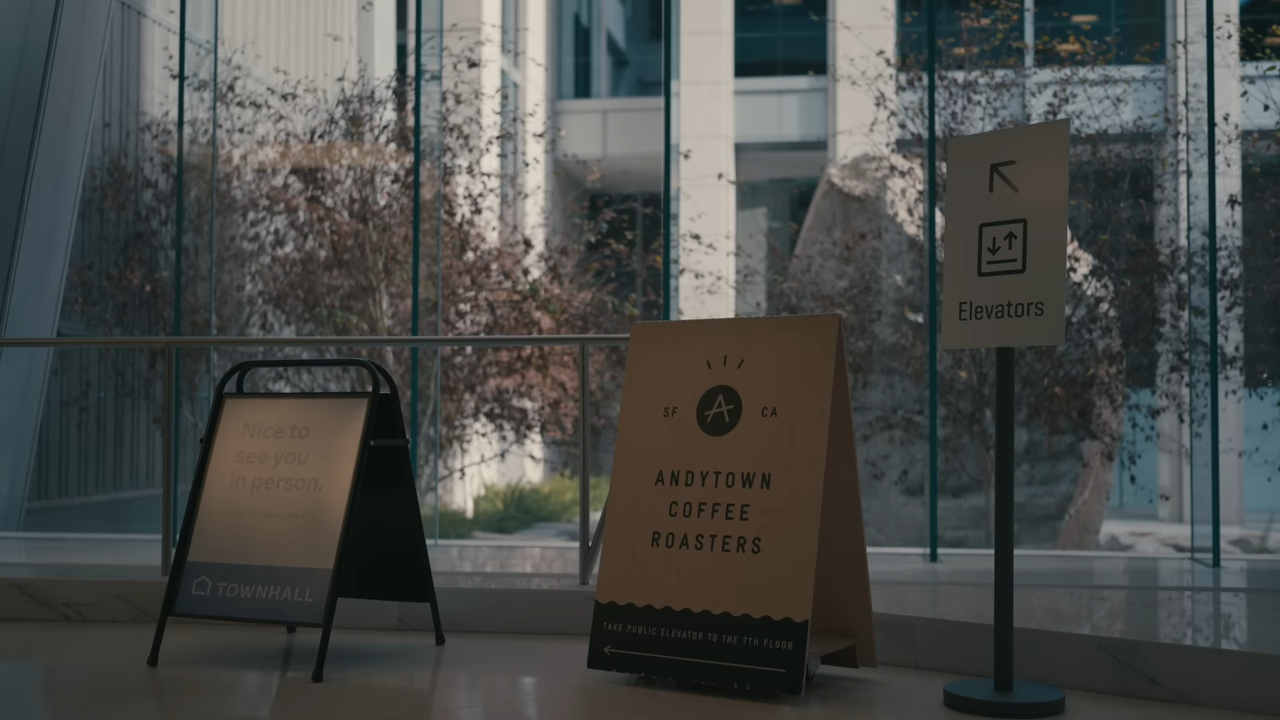 Nice to
see you
in person.
TOWNHALL
SF
A
CA
ANDYTOWN
COFFEE
ROASTERS
TAKE PUBLIC ELEVATOR TO THE 7TH FLOOR
Elevators